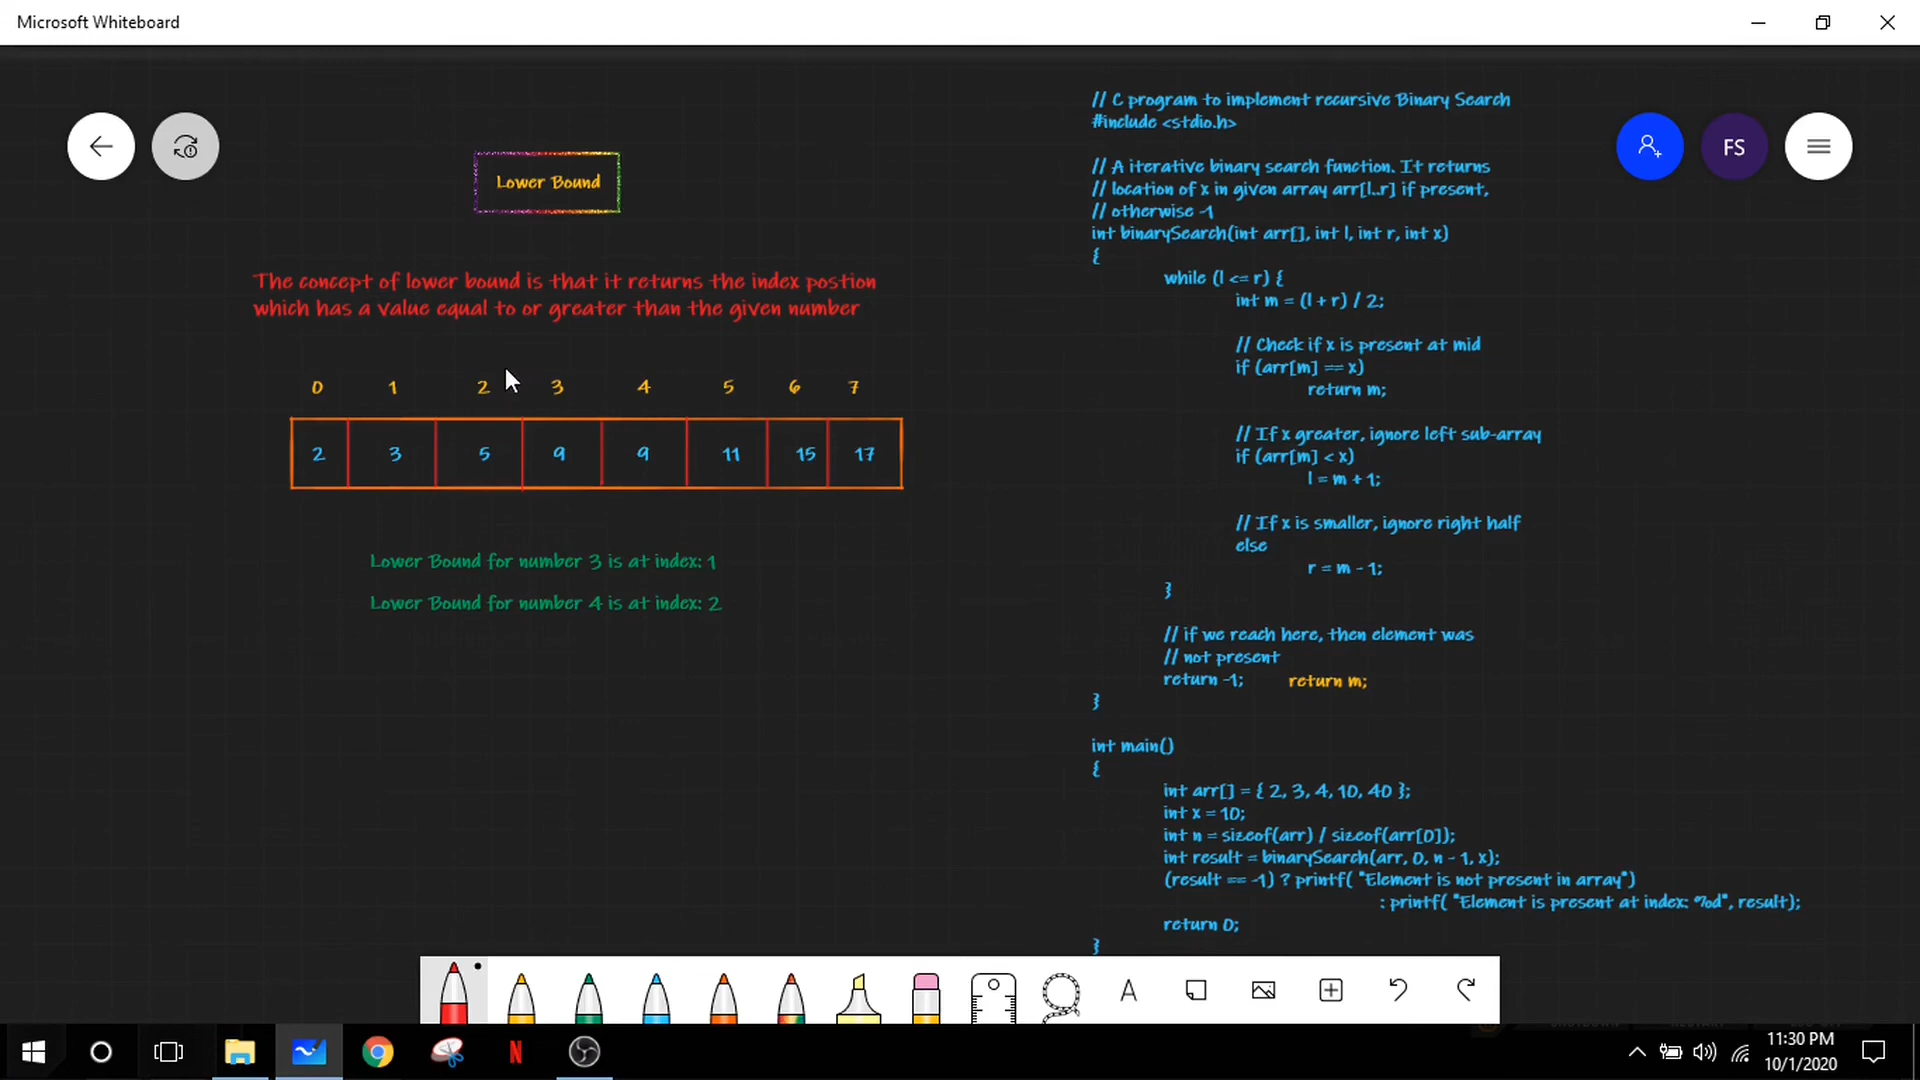 Microsoft Whiteboard
Lower Bound
The concept of lower bound is that it returns the index postion
which has a value equal to or greater than the given number
0 1 2 3 4 5 6 7
2 3 5 9 9 11 15 17
Lower Bound for number 3 is at index: 1
Lower Bound for number 4 is at index: 2
// C program to implement recursive Binary Search
#include <stdio.h>
// A iterative binary search function. It returns
// location of x in given array arr[l..r] if present,
// otherwise -1
int binarySearch(int arr[], int l, int r, int x)
{
while (l <= r) {
int m = (l + r) / 2;
// Check if x is present at mid
if (arr[m] == x)
return m;
// If x greater, ignore left sub-array
if (arr[m] < x)
l = m + 1;
// If x is smaller, ignore right half
else
r = m - 1;
}
// if we reach here, then element was
// not present
return -1; return m;
}
int main()
{
int arr[] = { 2, 3, 4, 10, 40 };
int x = 10;
int n = sizeof(arr) / sizeof(arr[0]);
int result = binarySearch(arr, 0, n - 1, x);
(result == -1) ? printf( "Element is not present in array")
: printf( "Element is present at index: %d", result);
return 0;
}
FS
A
N
11:30 PM
10/1/2020